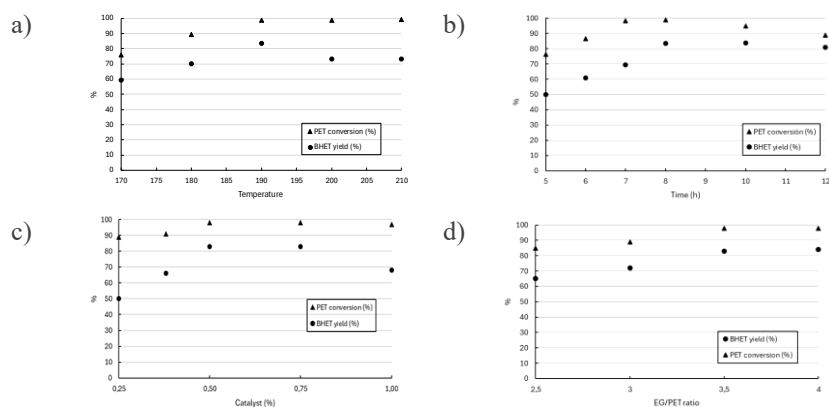 a)
100
90
80
70
60
50
40
30
20
10
0
%
170 175 180 185 190 195 200 205 210
Temperature
PET conversion (%)
BHET yield (%)
b)
100
90
80
70
60
50
40
30
20
10
0
%
5 6 7 8 9 10 11 12
Time (h)
PET conversión (%)
BHET yield (%)
c)
100
90
80
70
60
50
40
30
20
10
0
%
0,25 0,50 0,75 1,00
Catalyst (%)
PET conversion (%)
BHET yield (%)
d)
100
90
80
70
60
50
40
30
20
10
0
%
2,5 3 3,5 4
EG/PET ratio
BHET yield (%)
PET conversion (%)